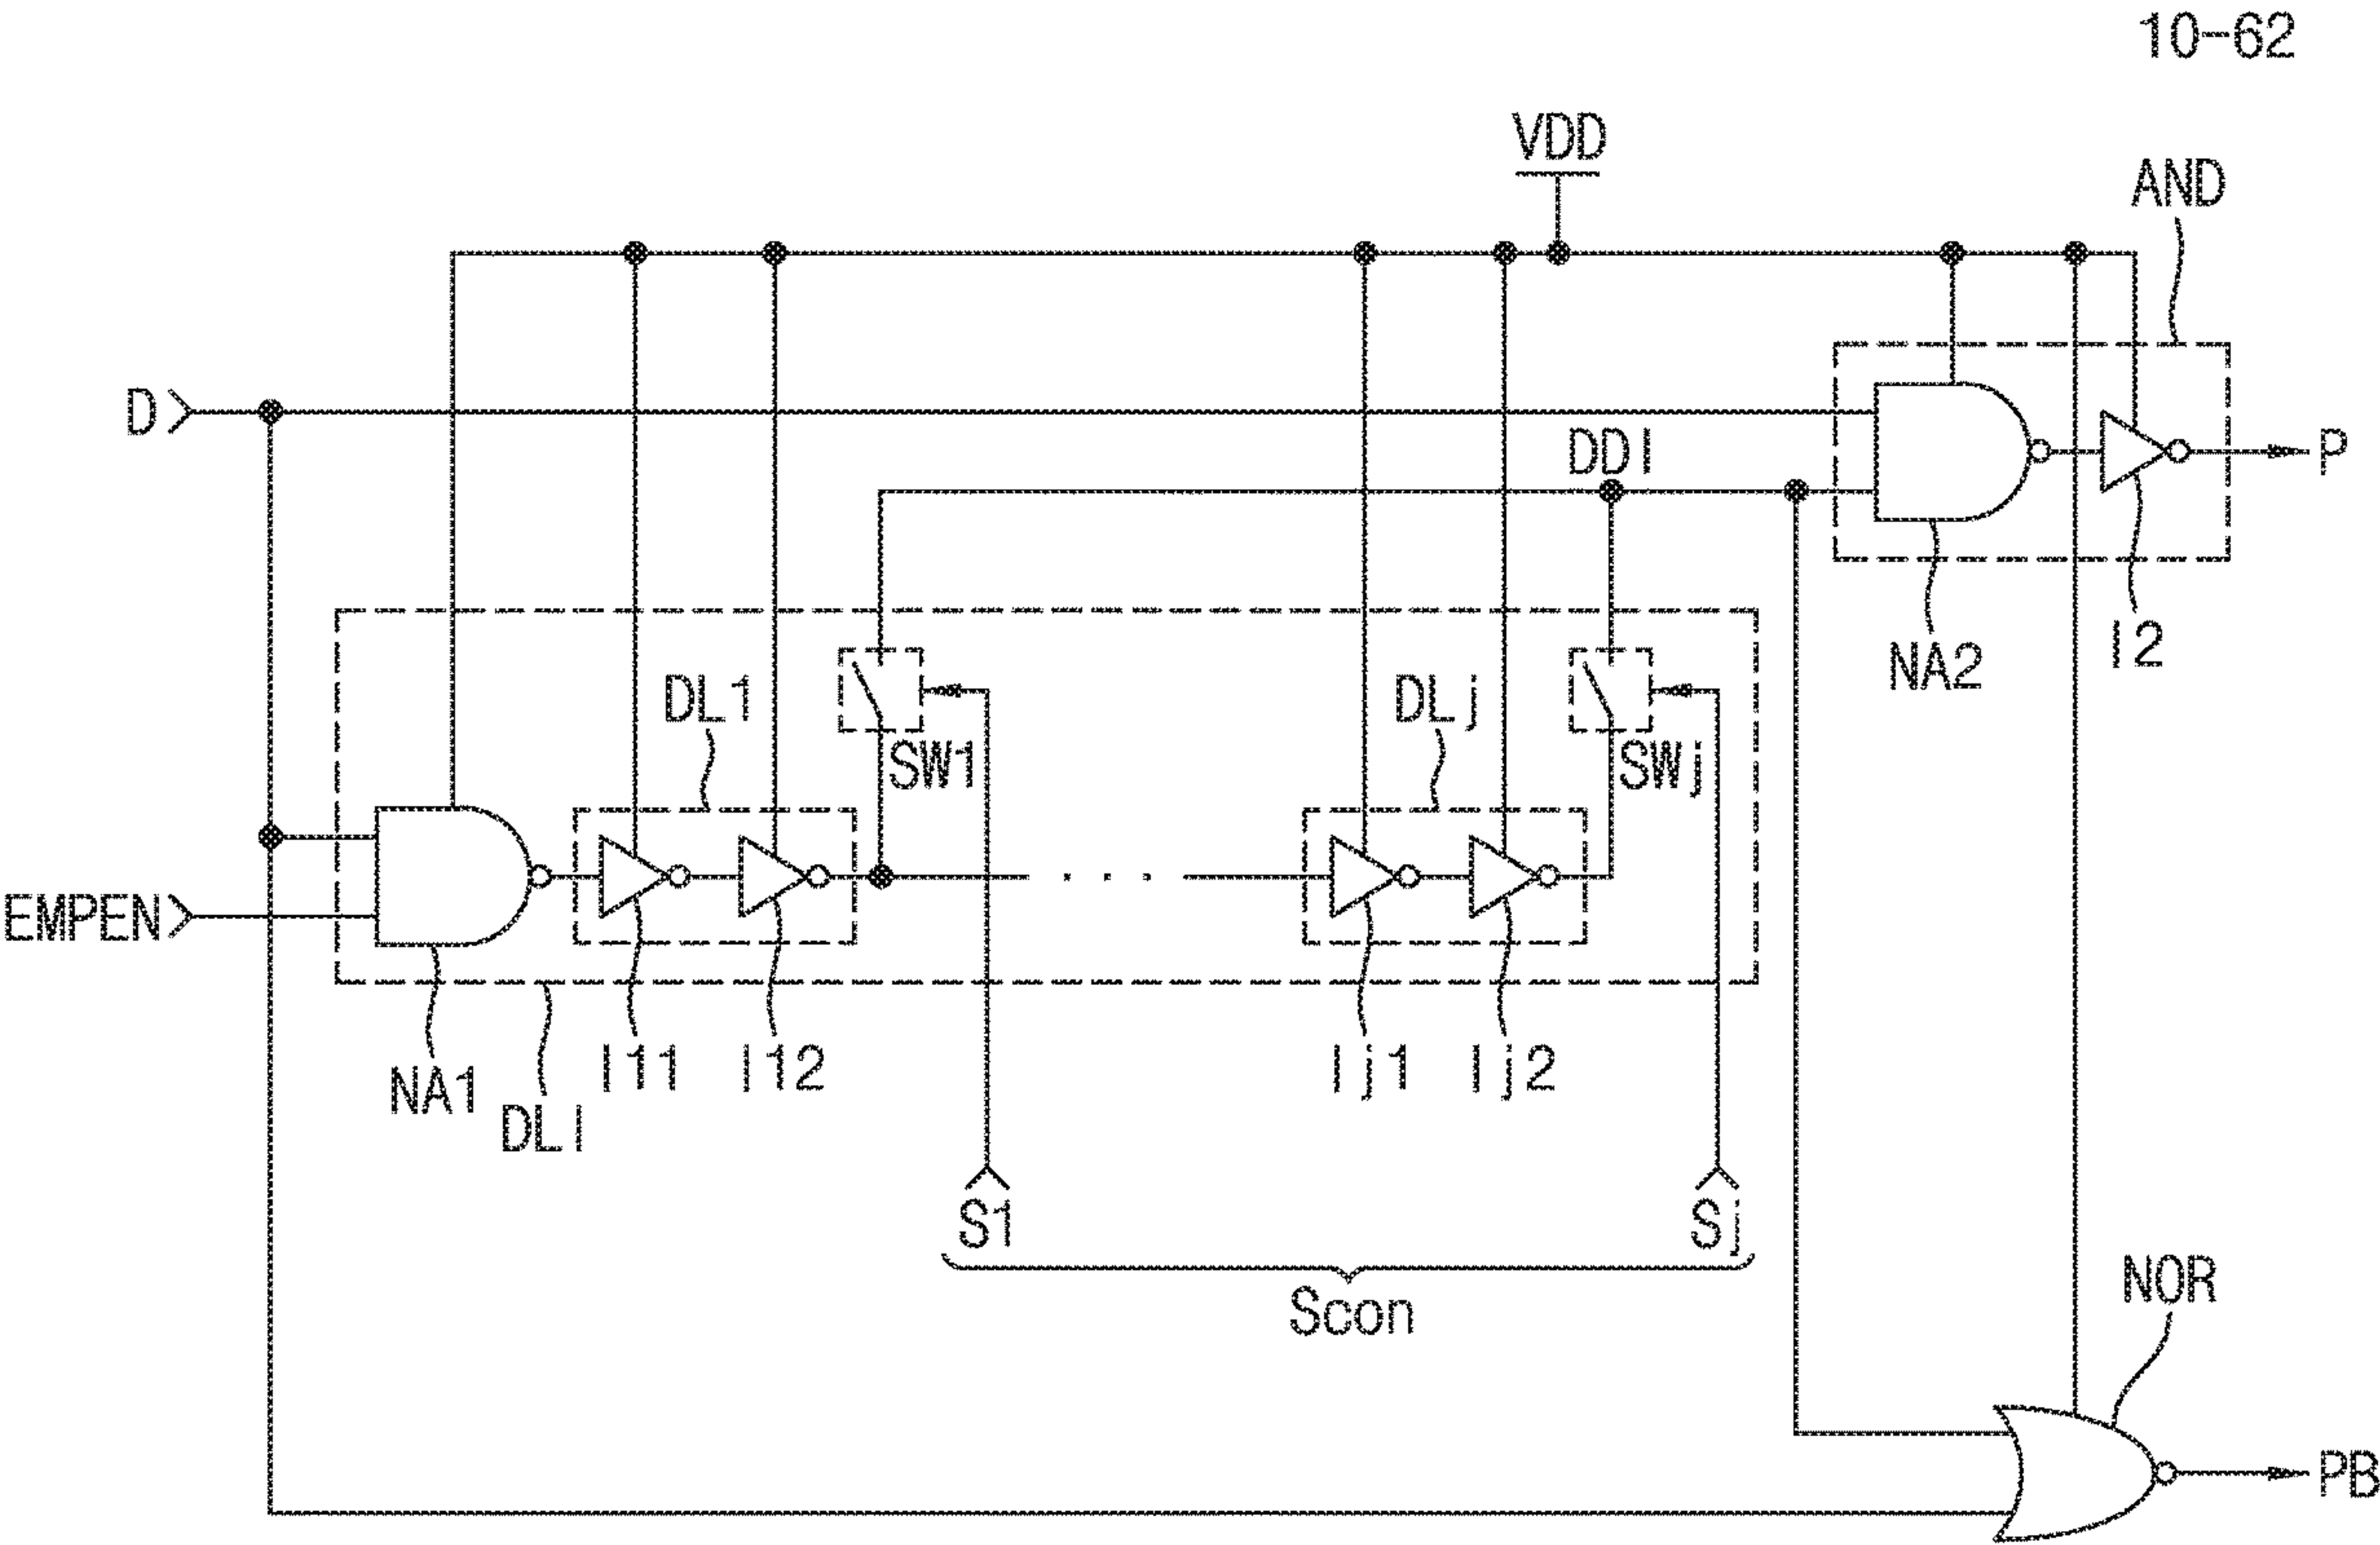 10-62
VDD
AND
D
DDI
P
NA2
I2
DL1
SW1
DLj
SWj
EMPEN
NA1
DLI
I11
I12
Ij1
Ij2
S1
Sj
Scon
NOR
PB